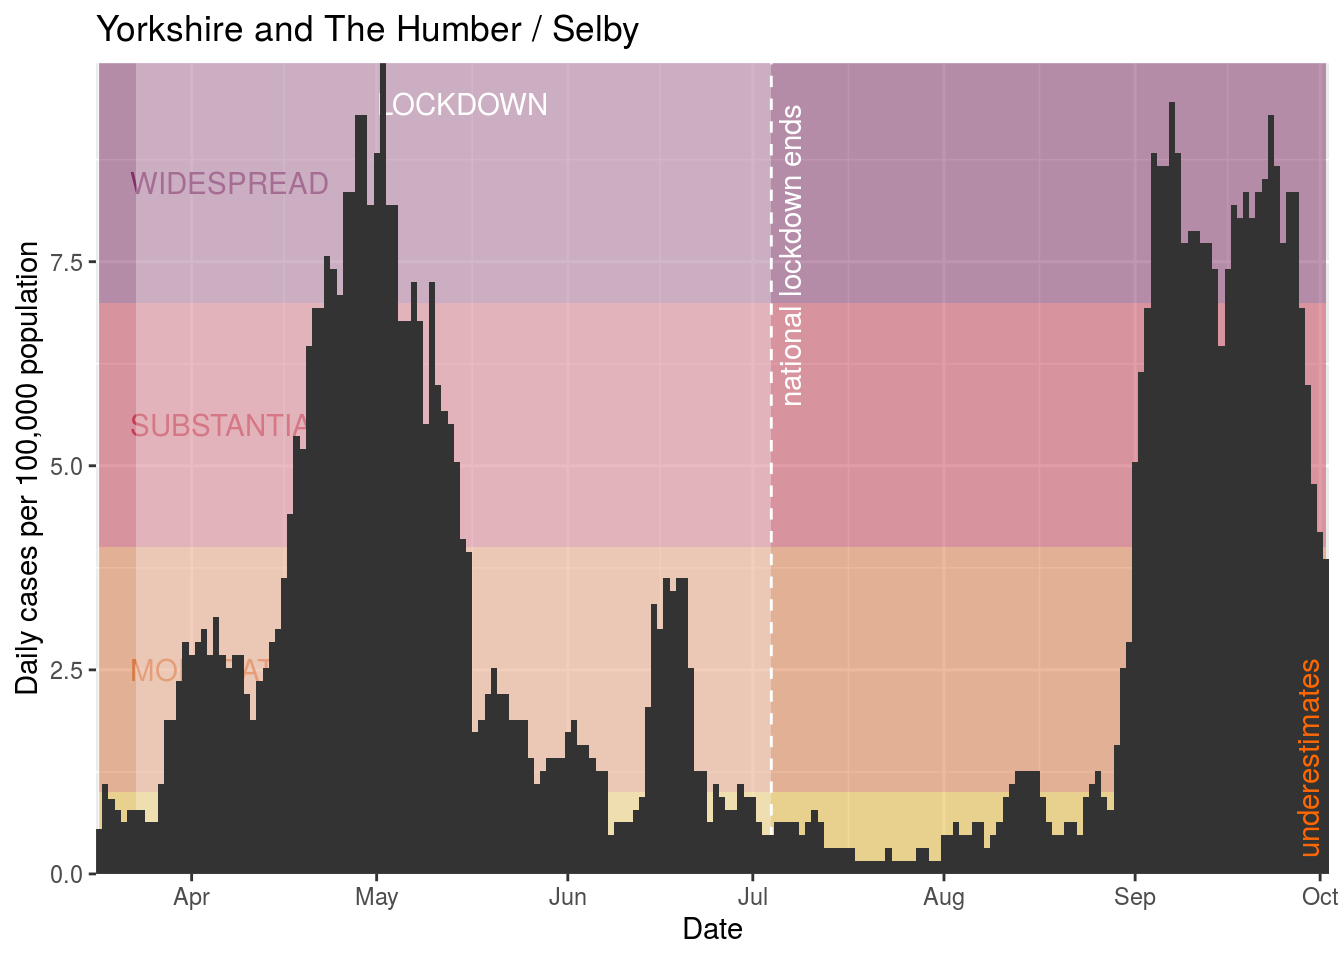 Yorkshire and The Humber / Selby
LOCKDOWN
WIDESPREAD
national lockdown ends
7.5
SUBSTANTIA
5.0
Daily cases per 100,000 population
2.5
underestimates
0.0
Apr May Jun Jul Aug Sep Oct
Date